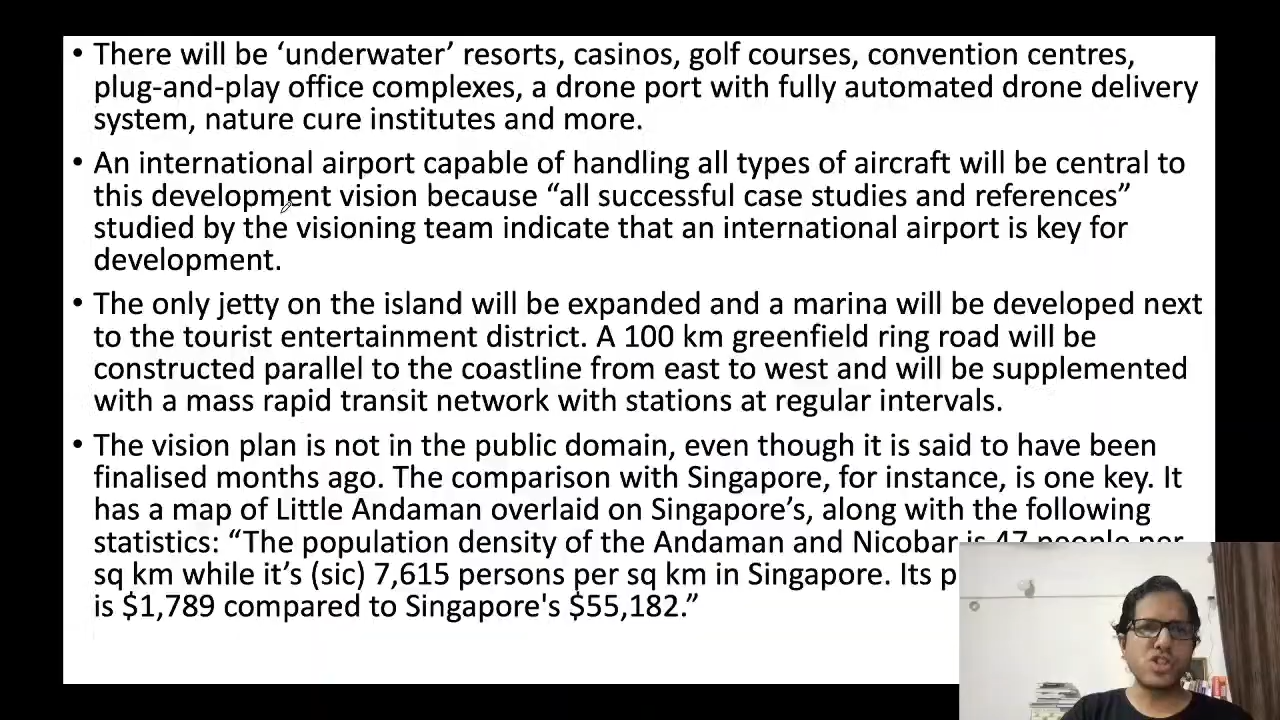 • There will be ‘underwater’ resorts, casinos, golf courses, convention centres,
plug-and-play office complexes, a drone port with fully automated drone delivery
system, nature cure institutes and more.
• An international airport capable of handling all types of aircraft will be central to
this development vision because “all successful case studies and references”
studied by the visioning team indicate that an international airport is key for
development.
• The only jetty on the island will be expanded and a marina will be developed next
to the tourist entertainment district. A 100 km greenfield ring road will be
constructed parallel to the coastline from east to west and will be supplemented
with a mass rapid transit network with stations at regular intervals.
• The vision plan is not in the public domain, even though it is said to have been
finalised months ago. The comparison with Singapore, for instance, is one key. It
has a map of Little Andaman overlaid on Singapore’s, along with the following
statistics: “The population density of the Andaman and Nicobar is 47 people per
sq km while it’s (sic) 7,615 persons per sq km in Singapore. Its
is $1,789 compared to Singapore's $55,182.”